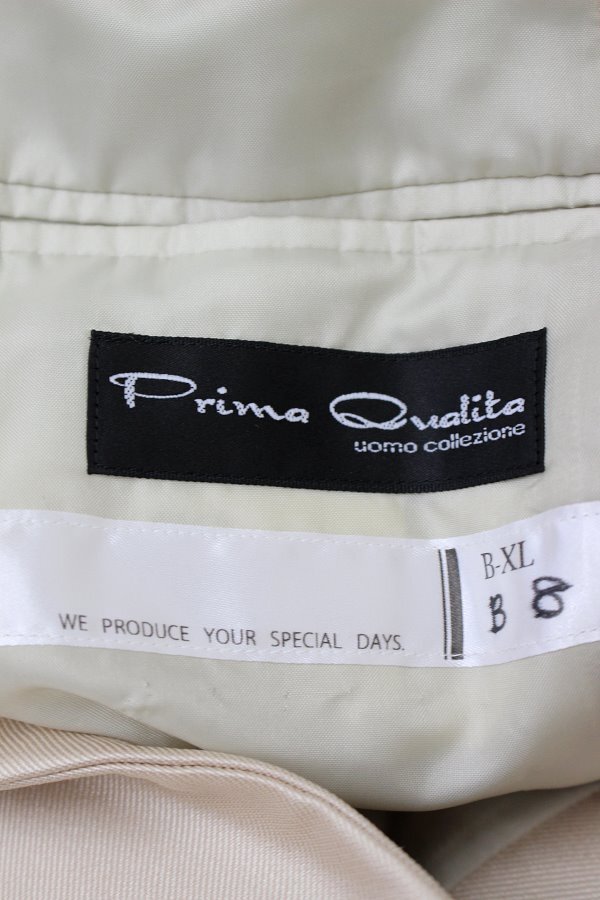 Prima Qualita
uomo collezione
B-XL
WE PRODUCE YOUR SPECIAL DAYS.
B 8